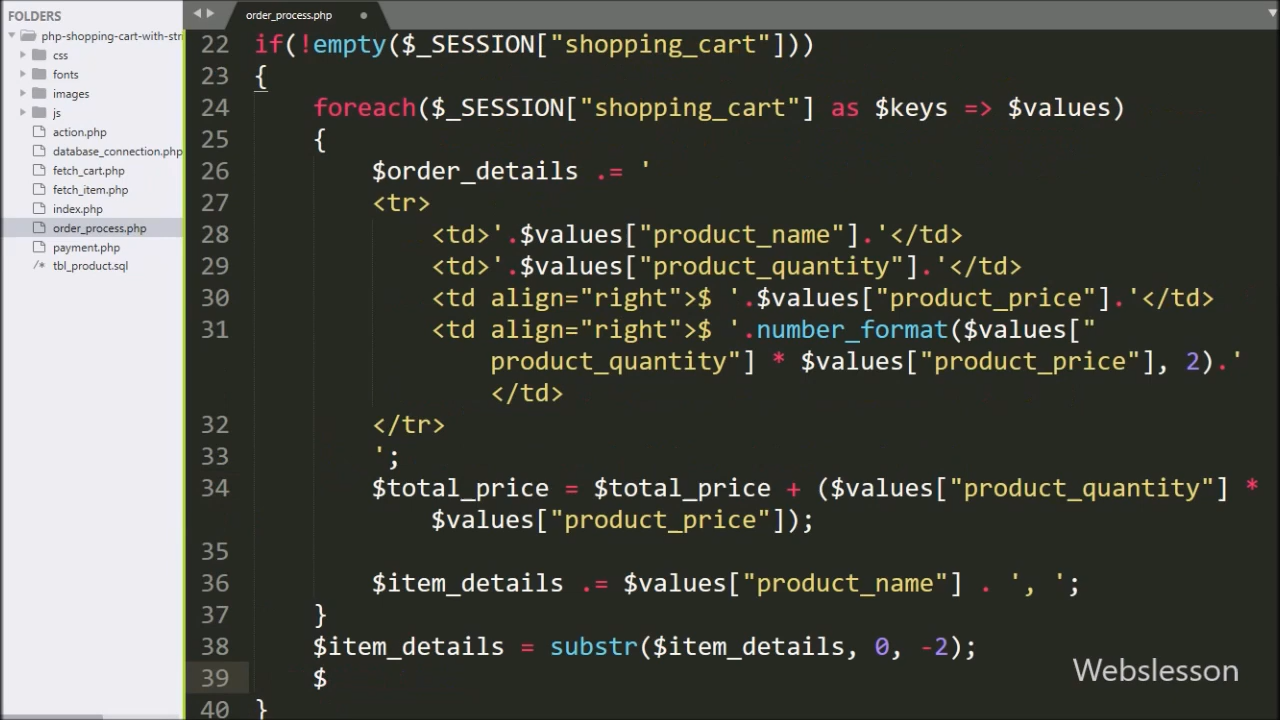 FOLDERS
php-shopping-cart-with-stri
css
fonts
images
js
action.php
database_connection.php
fetch_cart.php
fetch_item.php
index.php
order_process.php
payment.php
/* tbl_product.sql
order_process.php
22 if(!empty($_SESSION["shopping_cart"]))
23 {
24 foreach($_SESSION["shopping_cart"] as $keys => $values)
25 {
26 $order_details .= '
27 <tr>
28 <td>'.$values["product_name"].'</td>
29 <td>'.$values["product_quantity"].'</td>
30 <td align="right">$ '.$values["product_price"].'</td>
31 <td align="right">$ '.number_format($values["
product_quantity"] * $values["product_price"], 2).'
</td>
32 </tr>
33 ';
34 $total_price = $total_price + ($values["product_quantity"] *
$values["product_price"]);
35
36 $item_details .= $values["product_name"] . ', ';
37 }
38 $item_details = substr($item_details, 0, -2);
39 $
40 }
Webslesson